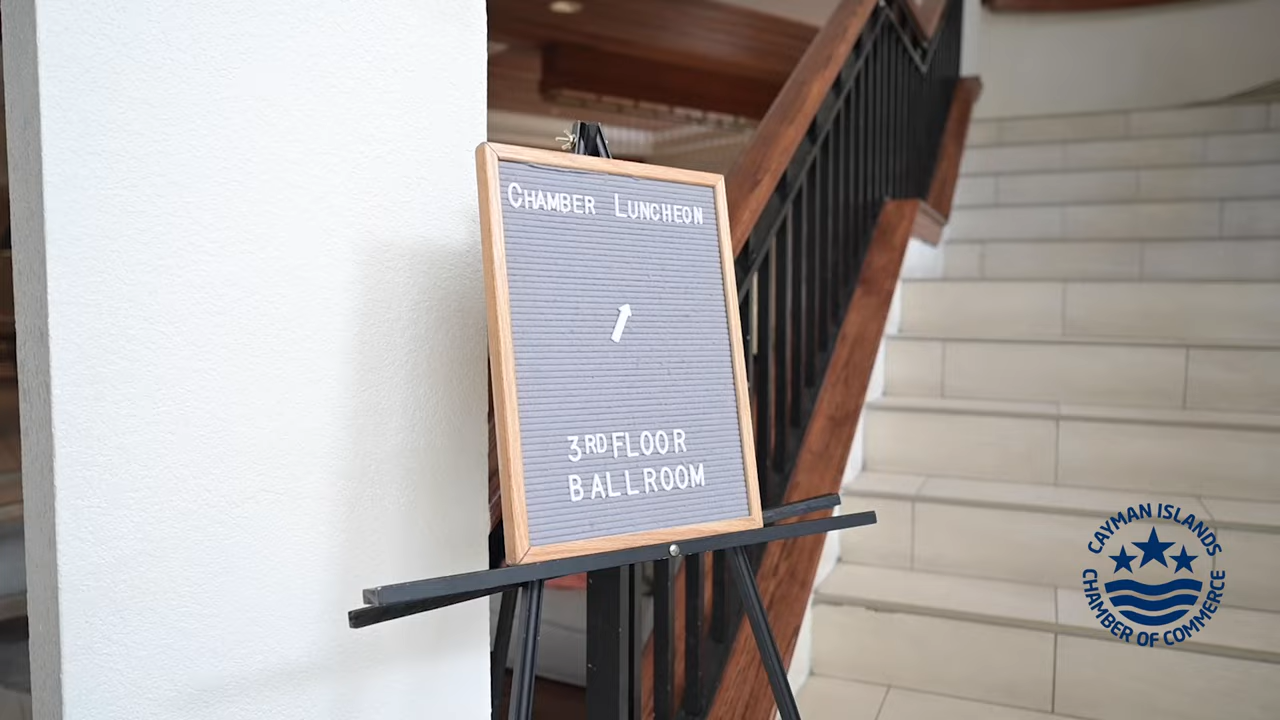 Chamber Luncheon
3RD FLOOR
BALLROOM
CAYMAN ISLANDS
CHAMBER OF COMMERCE